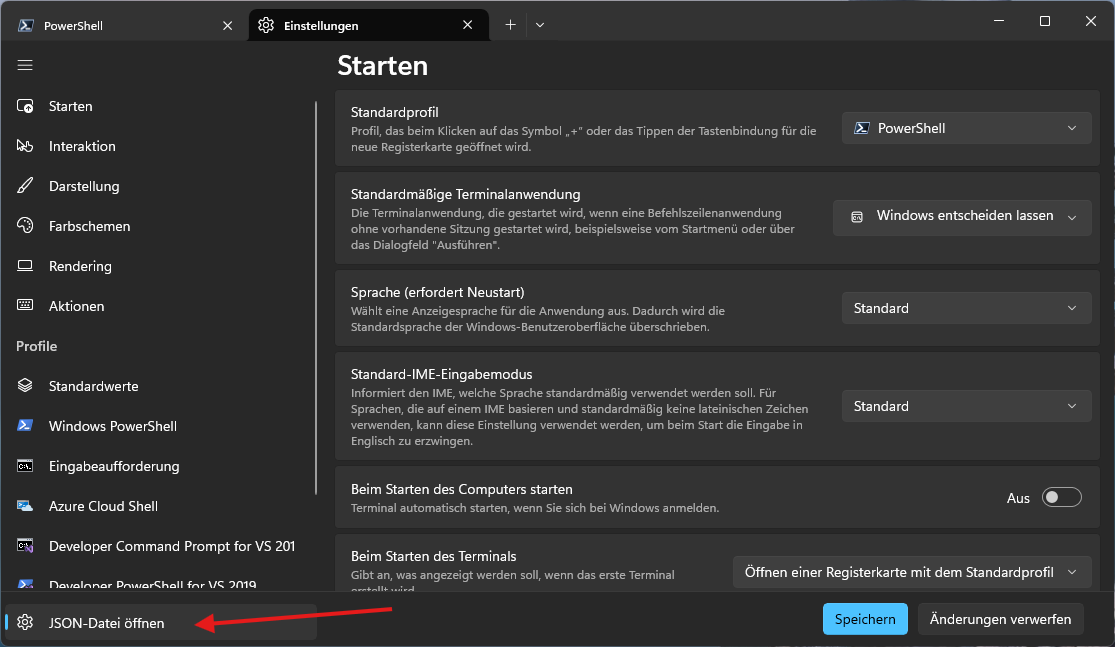 PowerShell
Einstellungen
Starten
Starten
Interaktion
Darstellung
Farbschemen
Rendering
Aktionen
Profile
Standardwerte
Windows PowerShell
Eingabeaufforderung
Azure Cloud Shell
Developer Command Prompt for VS 201
Developer PowerShell for VS 2019
JSON-Datei öffnen
Standardprofil
Profil, das beim Klicken auf das Symbol „+“ oder das Tippen der Tastenbindung für die
neue Registerkarte geöffnet wird.
PowerShell
Standardmäßige Terminalanwendung
Die Terminalanwendung, die gestartet wird, wenn eine Befehlszeilenanwendung
ohne vorhandene Sitzung gestartet wird, beispielsweise vom Startmenü oder über
das Dialogfeld "Ausführen".
Windows entscheiden lassen
Sprache (erfordert Neustart)
Wählt eine Anzeigesprache für die Anwendung aus. Dadurch wird die
Standardsprache der Windows-Benutzeroberfläche überschrieben.
Standard
Standard-IME-Eingabemodus
Informiert den IME, welche Sprache standardmäßig verwendet werden soll. Für
Sprachen, die auf einem IME basieren und standardmäßig keine lateinischen Zeichen
verwenden, kann diese Einstellung verwendet werden, um beim Start die Eingabe in
Englisch zu erzwingen.
Standard
Beim Starten des Computers starten
Terminal automatisch starten, wenn Sie sich bei Windows anmelden.
Aus
Beim Starten des Terminals
Gibt an, was angezeigt werden soll, wenn das erste Terminal
erstellt wird.
Öffnen einer Registerkarte mit dem Standardprofil
Speichern
Änderungen verwerfen